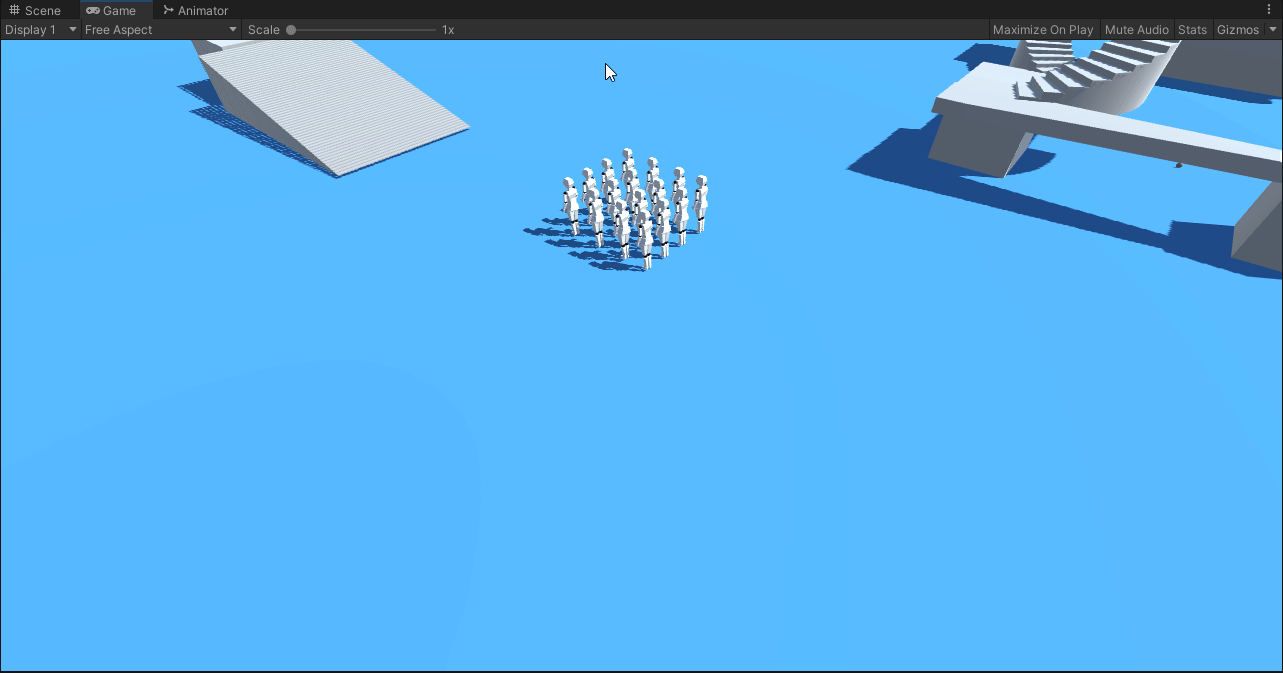 Scene Game Animator
Display 1 Free Aspect Scale 1x Maximize On Play Mute Audio Stats Gizmos